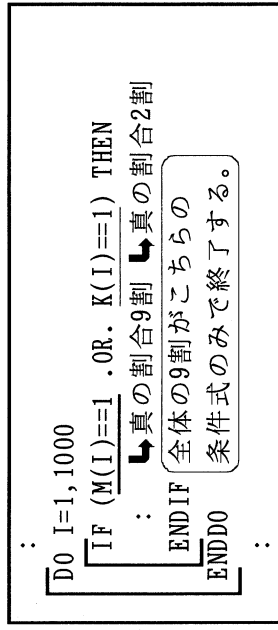 :
DO I=1,1000
IF (M(I)==1 .OR. K(I)==1) THEN
真の割合9割 真の割合2割
:
全体の9割がこちらの
条件式のみで終了する。
ENDIF
ENDDO
: